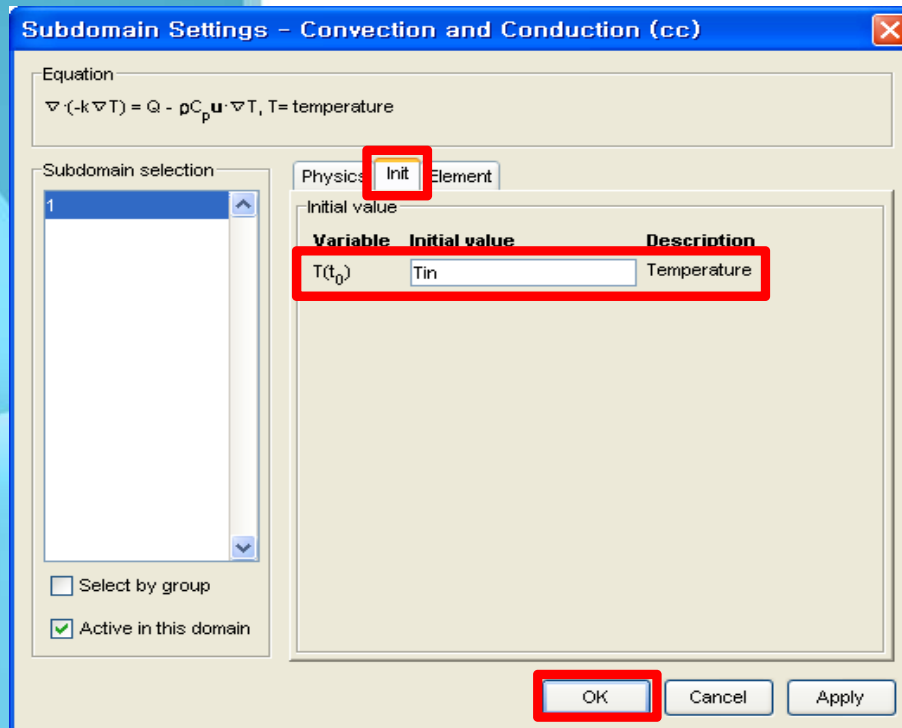 Subdomain Settings - Convection and Conduction (cc)
Equation
∇·(-k∇T) = Q - ρCₚu·∇T, T= temperature
Subdomain selection
1
Select by group
Active in this domain
Physics Init Element
Initial value
Variable Initial value Description
T(t₀) Tin Temperature
OK Cancel Apply